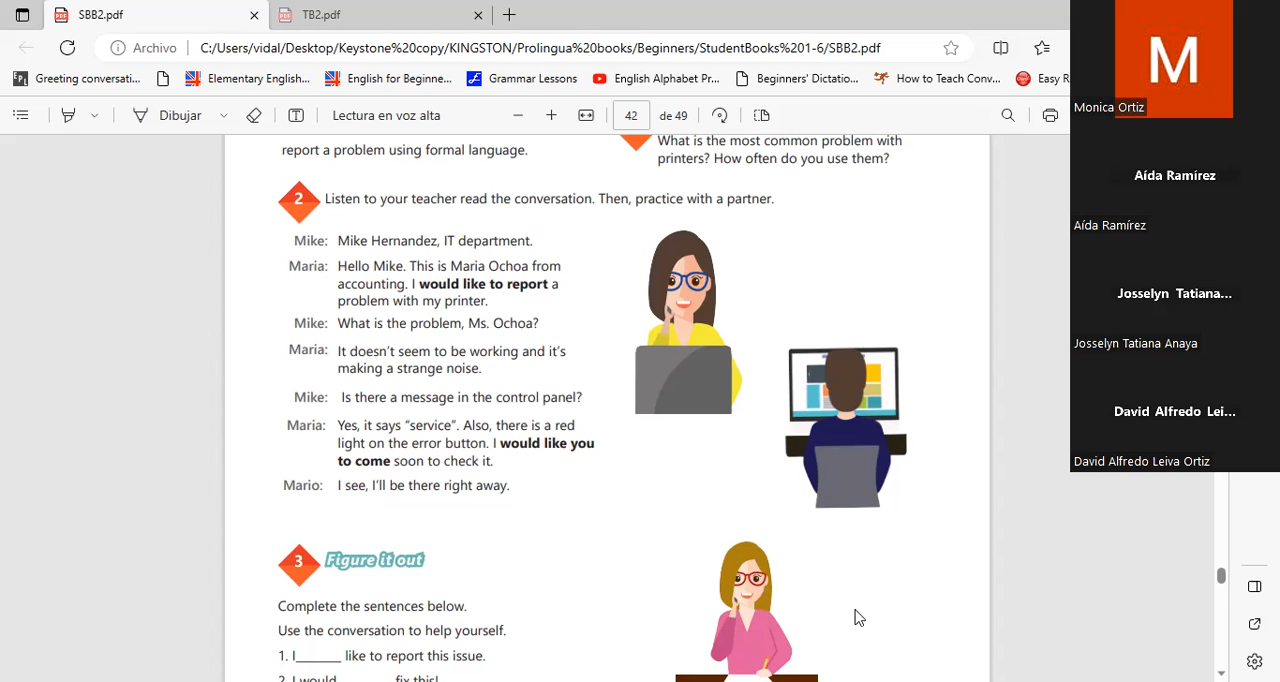 SBB2.pdf
TB2.pdf
Archivo
C:/Users/vidal/Desktop/Keystone%20copy/KINGSTON/Prolingua%20books/Beginners/StudentBooks%201-6/SBB2.pdf
Greeting conversati...
Elementary English...
English for Beginne...
Grammar Lessons
English Alphabet Pr...
Beginners' Dictatio...
How to Teach Conv...
Easy R
Dibujar
Lectura en voz alta
42
de 49
report a problem using formal language.
What is the most common problem with
printers? How often do you use them?
2
Listen to your teacher read the conversation. Then, practice with a partner.
Mike: Mike Hernandez, IT department.
Maria: Hello Mike. This is Maria Ochoa from
accounting. I would like to report a
problem with my printer.
Mike: What is the problem, Ms. Ochoa?
Maria: It doesn't seem to be working and it's
making a strange noise.
Mike: Is there a message in the control panel?
Maria: Yes, it says "service". Also, there is a red
light on the error button. I would like you
to come soon to check it.
Mario: I see, I'll be there right away.
3
Figure it out
Complete the sentences below.
Use the conversation to help yourself.
1. I_______ like to report this issue.
2. I would ________ fix this!
M
Monica Ortiz
Aída Ramírez
Aída Ramírez
Josselyn Tatiana...
Josselyn Tatiana Anaya
David Alfredo Lei...
David Alfredo Leiva Ortiz